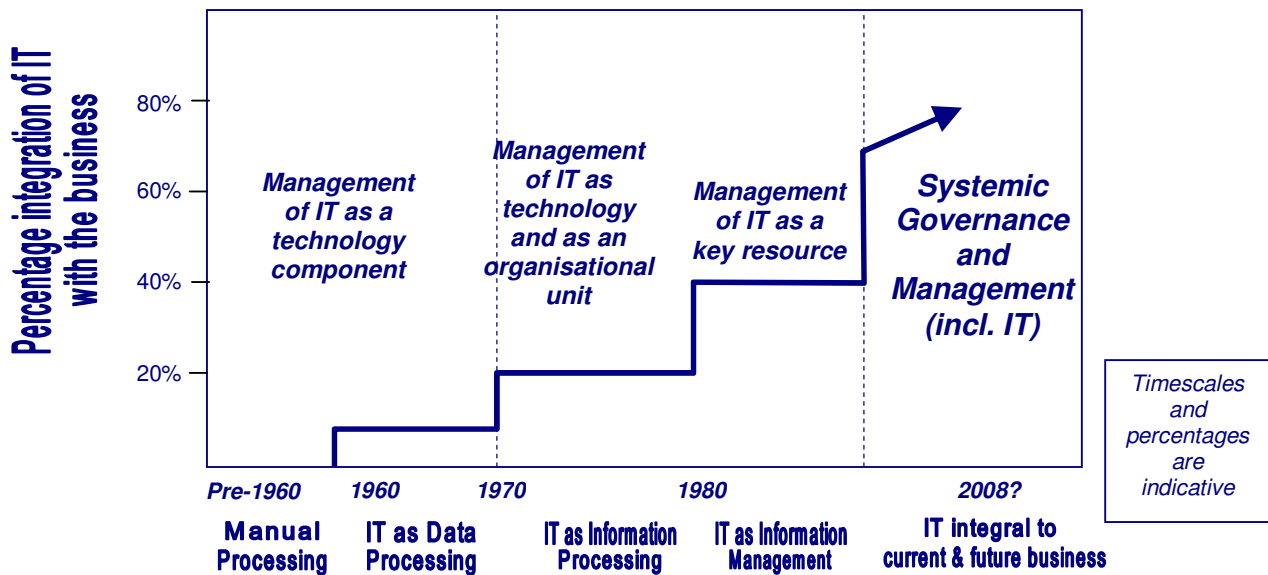 Percentage integration of IT
with the business
80%
60%
40%
20%
Management
of IT as a
technology
component
Management
of IT as
technology
and as an
organisational
unit
Management
of IT as a
key resource
Systemic
Governance
and
Management
(incl. IT)
Timescales
and
percentages
are
indicative
Pre-1960
1960
1970
1980
2008?
Manual
Processing
IT as Data
Processing
IT as Information
Processing
IT as Information
Management
IT integral to
current & future business